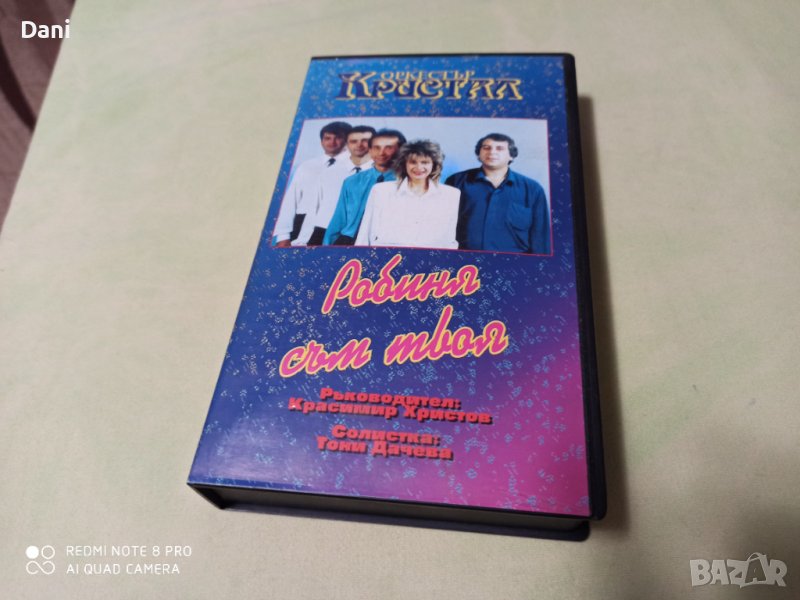 Dani
ОРКЕСТЪР
КРИСТАЛ
Робиня
съм твоя
Ръководител:
Красимир Христов
Солистка:
Тони Дачева
REDMI NOTE 8 PRO
AI QUAD CAMERA
BAZAR